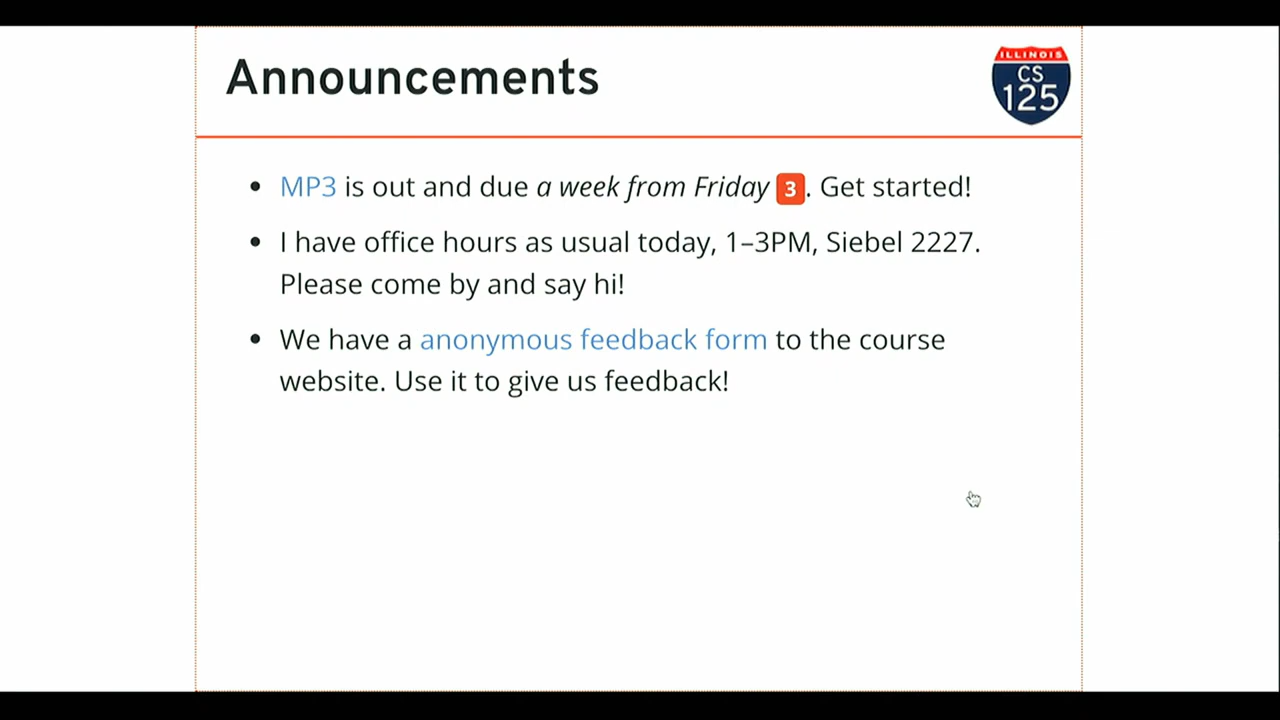 Announcements
ILLINOIS
CS
125
• MP3 is out and due a week from Friday 3. Get started!
• I have office hours as usual today, 1–3PM, Siebel 2227.
Please come by and say hi!
• We have a anonymous feedback form to the course
website. Use it to give us feedback!